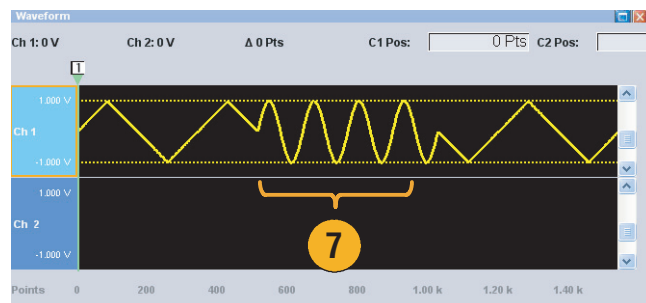 Waveform
Ch 1: 0 V Ch 2: 0 V Δ 0 Pts C1 Pos: 0 Pts C2 Pos:
1
1.000 V
Ch 1
-1.000 V
1.000 V
Ch 2
-1.000 V
7
Points 0 200 400 600 800 1.00 k 1.20 k 1.40 k